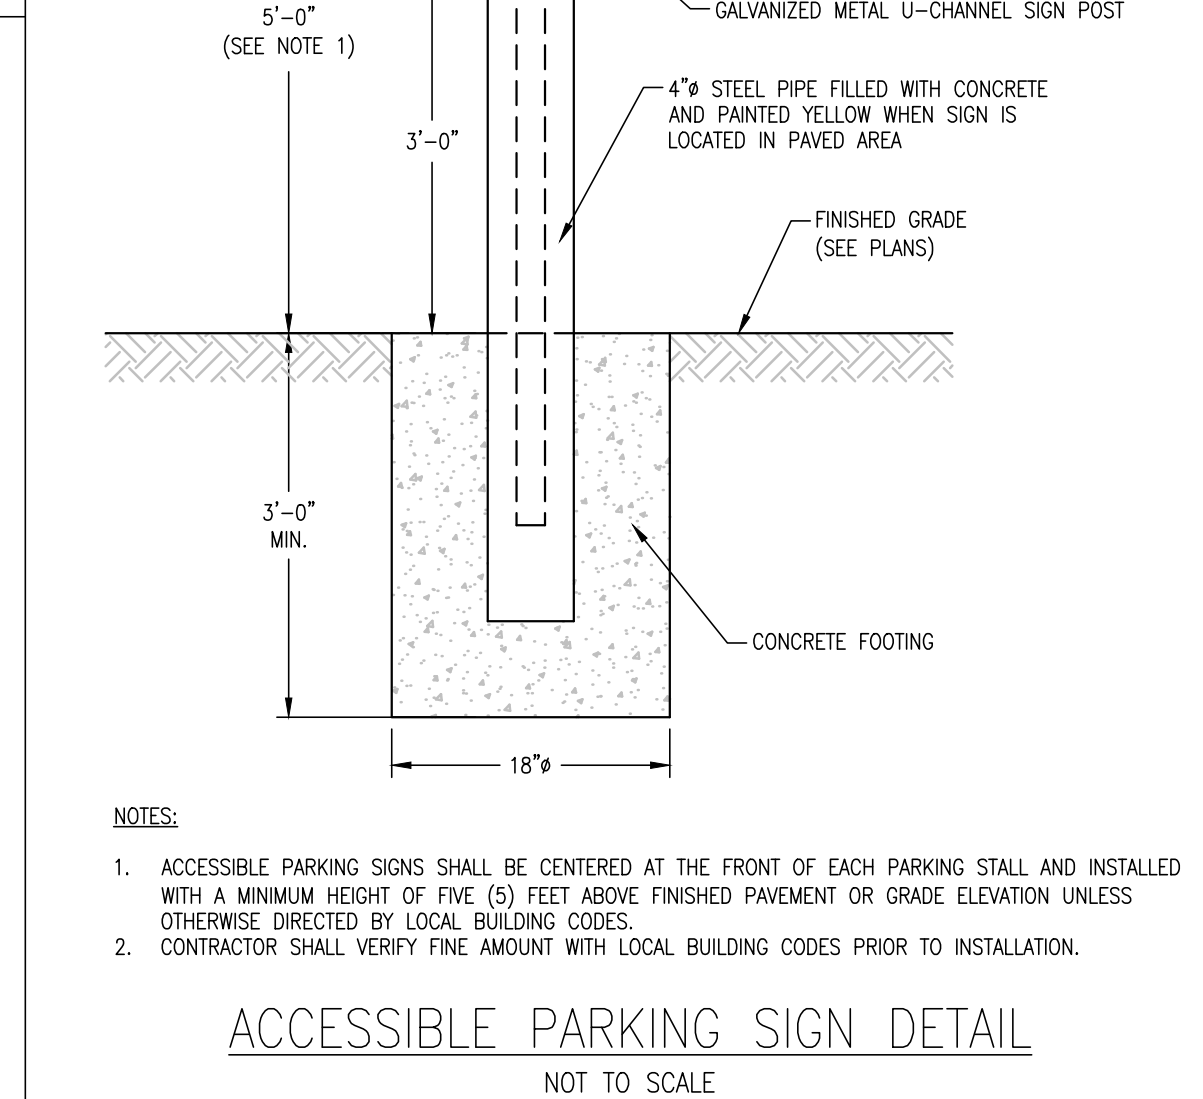 5'-0"
(SEE NOTE 1)
GALVANIZED METAL U-CHANNEL SIGN POST
4"ø STEEL PIPE FILLED WITH CONCRETE
AND PAINTED YELLOW WHEN SIGN IS
LOCATED IN PAVED AREA
3'-0"
FINISHED GRADE
(SEE PLANS)
3'-0"
MIN.
CONCRETE FOOTING
18"ø
NOTES:
1. ACCESSIBLE PARKING SIGNS SHALL BE CENTERED AT THE FRONT OF EACH PARKING STALL AND INSTALLED
WITH A MINIMUM HEIGHT OF FIVE (5) FEET ABOVE FINISHED PAVEMENT OR GRADE ELEVATION UNLESS
OTHERWISE DIRECTED BY LOCAL BUILDING CODES.
2. CONTRACTOR SHALL VERIFY FINE AMOUNT WITH LOCAL BUILDING CODES PRIOR TO INSTALLATION.
ACCESSIBLE PARKING SIGN DETAIL
NOT TO SCALE